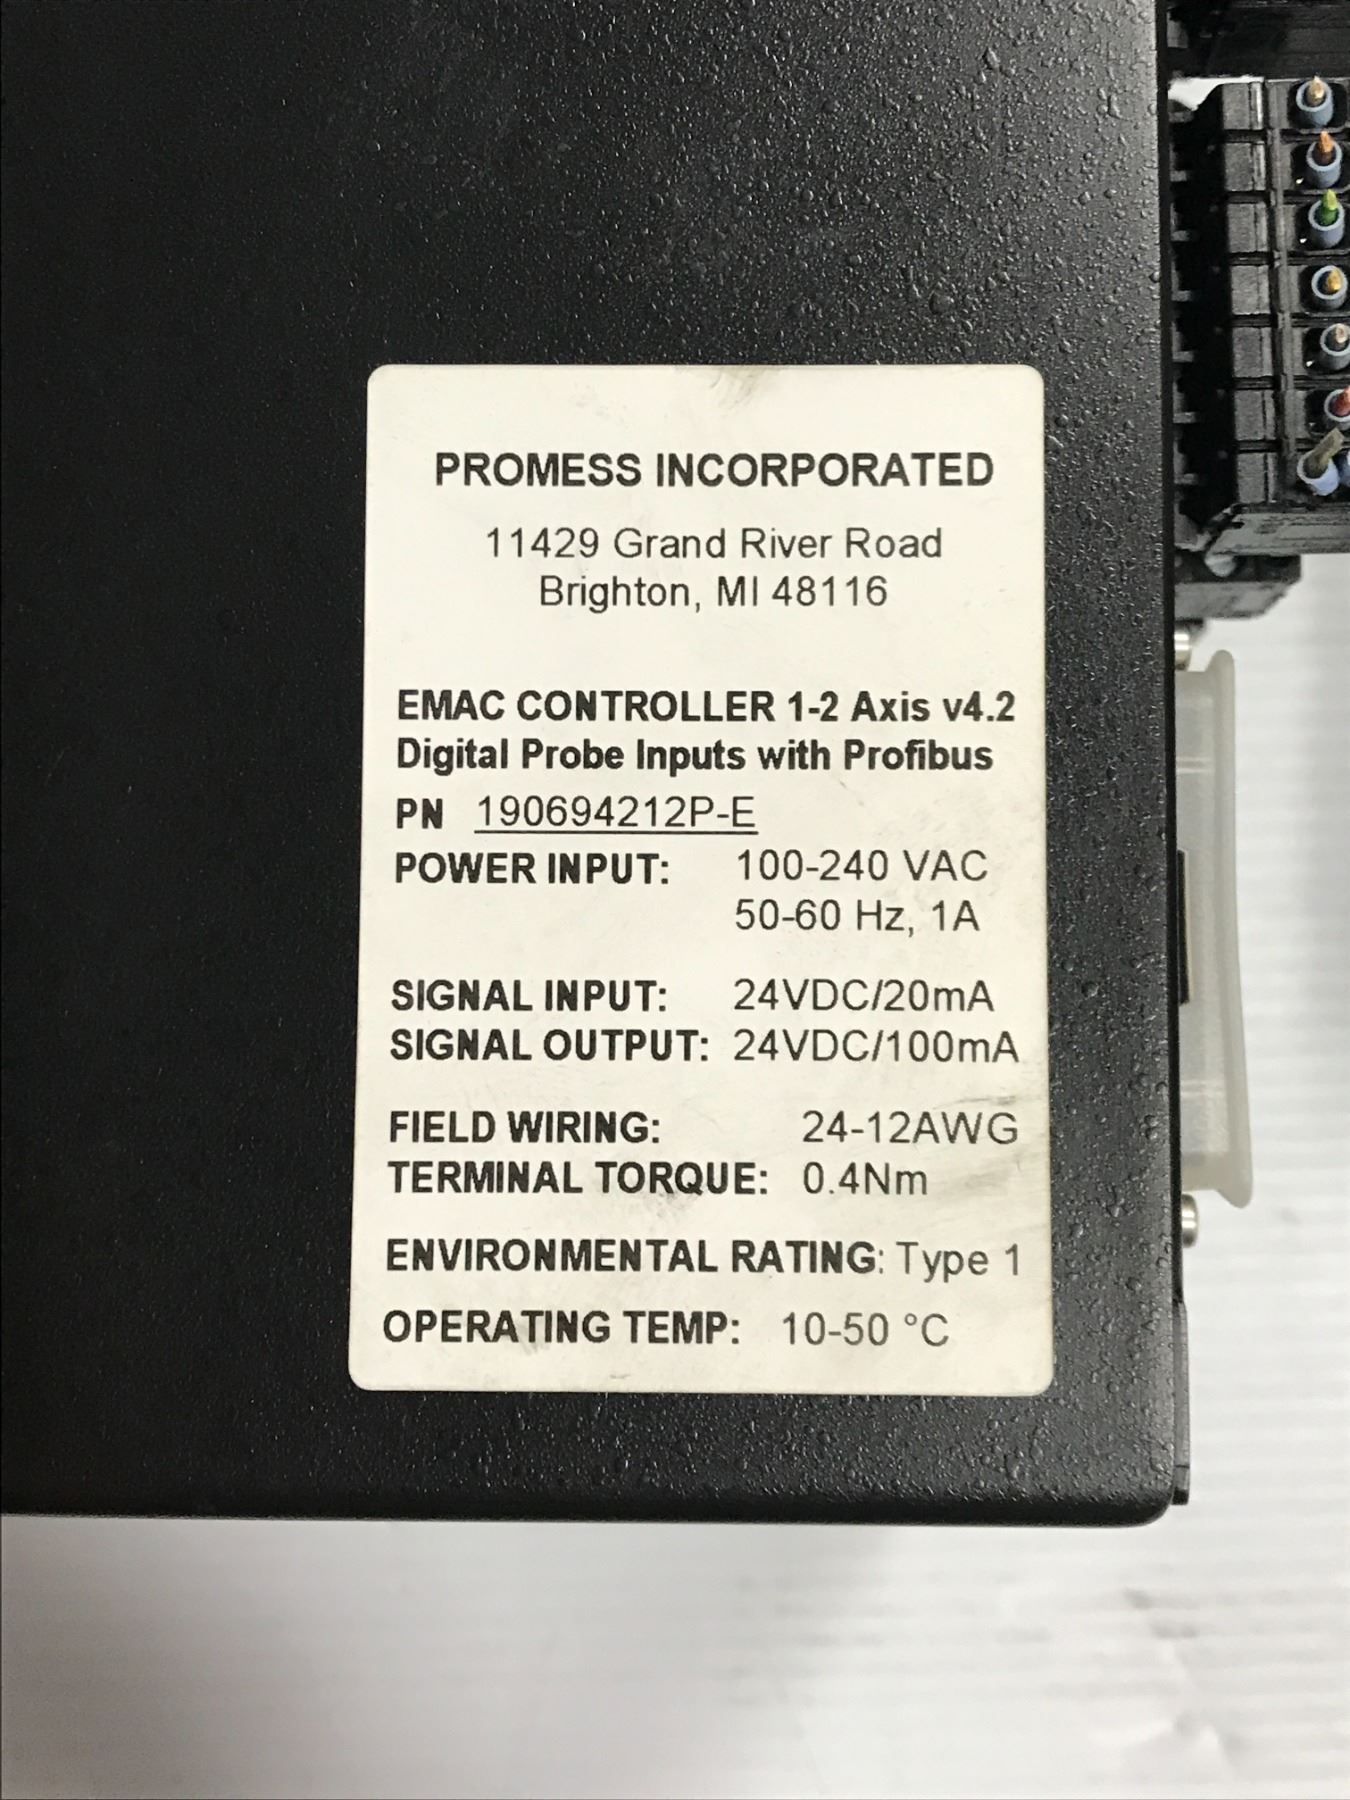 PROMESS INCORPORATED
11429 Grand River Road
Brighton, MI 48116
EMAC CONTROLLER 1-2 Axis v4.2
Digital Probe Inputs with Profibus
PN 190694212P-E
POWER INPUT: 100-240 VAC
50-60 Hz, 1A
SIGNAL INPUT: 24VDC/20mA
SIGNAL OUTPUT: 24VDC/100mA
FIELD WIRING: 24-12AWG
TERMINAL TORQUE: 0.4Nm
ENVIRONMENTAL RATING: Type 1
OPERATING TEMP: 10-50 °C